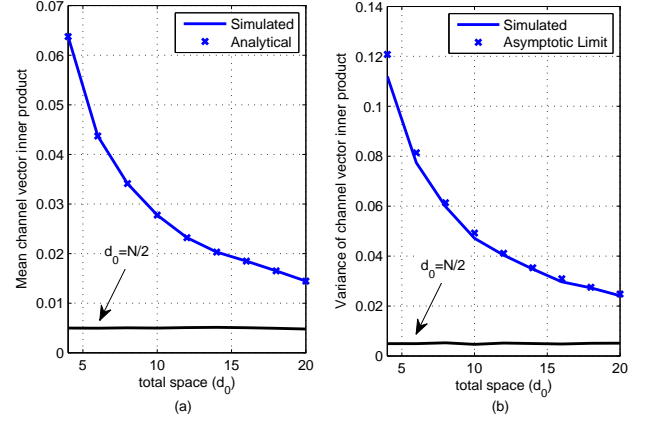 0.07
0.06
0.05
0.04
0.03
0.02
0.01
0
5
10
15
20
Mean channel vector inner product
total space (d₀)
Simulated
Analytical
d₀=N/2
(a)
0.14
0.12
0.1
0.08
0.06
0.04
0.02
0
5
10
15
20
Variance of channel vector inner product
total space (d₀)
Simulated
Asymptotic Limit
d₀=N/2
(b)